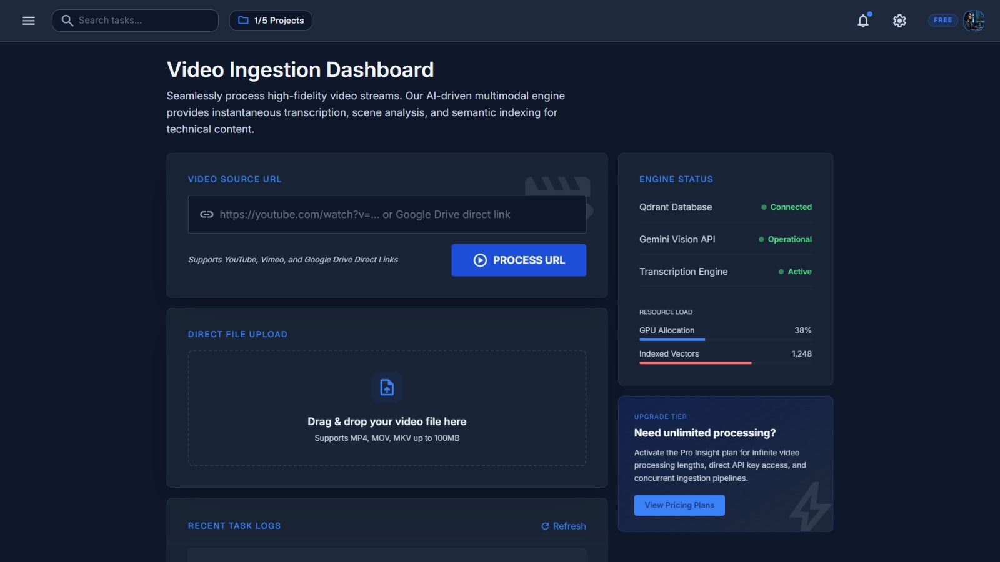 Search tasks...
1/5 Projects
FREE
Video Ingestion Dashboard
Seamlessly process high-fidelity video streams. Our AI-driven multimodal engine
provides instantaneous transcription, scene analysis, and semantic indexing for
technical content.
VIDEO SOURCE URL
https://youtube.com/watch?v=... or Google Drive direct link
Supports YouTube, Vimeo, and Google Drive Direct Links
PROCESS URL
DIRECT FILE UPLOAD
Drag & drop your video file here
Supports MP4, MOV, MKV up to 100MB
RECENT TASK LOGS
Refresh
ENGINE STATUS
Qdrant Database
Connected
Gemini Vision API
Operational
Transcription Engine
Active
RESOURCE LOAD
GPU Allocation
38%
Indexed Vectors
1,248
UPGRADE TIER
Need unlimited processing?
Activate the Pro Insight plan for infinite video
processing lengths, direct API key access, and
concurrent ingestion pipelines.
View Pricing Plans